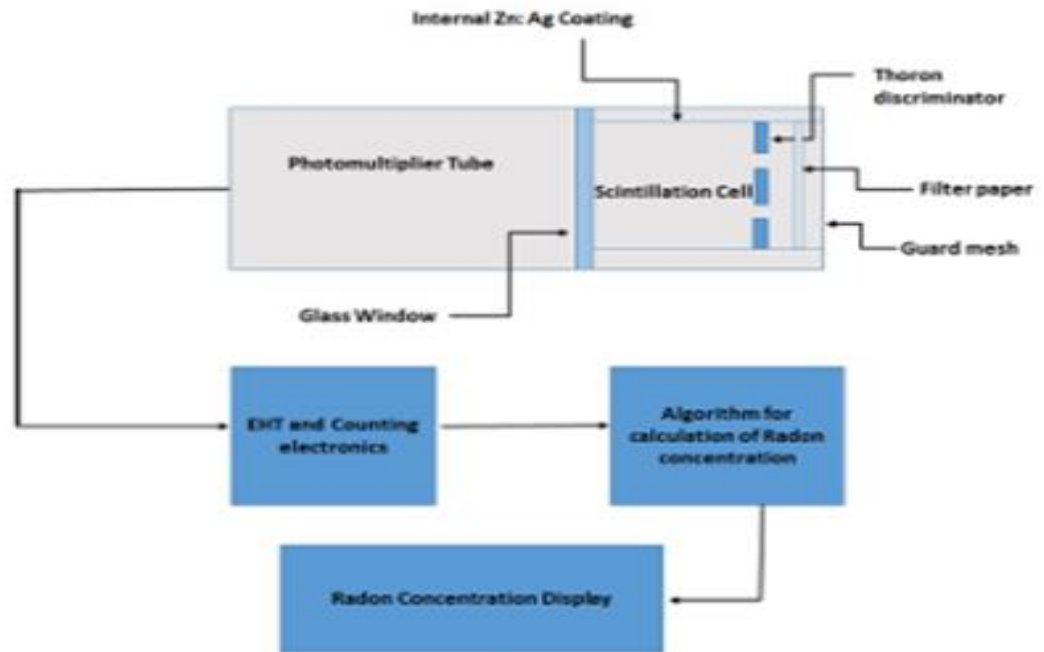 Internal Zn: Ag Coating
Thoron
discriminator
Photomultiplier Tube
Scintillation Cell
Filter paper
Guard mesh
Glass Window
EHT and Counting
electronics
Algorithm for
calculation of Radon
concentration
Radon Concentration Display